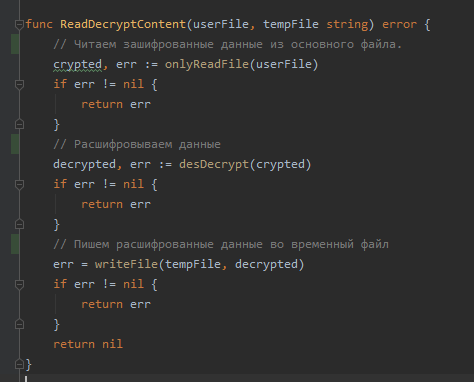 func ReadDecryptContent(userFile, tempFile string) error {
// Читаем зашифрованные данные из основного файла.
crypted, err := onlyReadFile(userFile)
if err != nil {
return err
}
// Расшифровываем данные
decrypted, err := desDecrypt(crypted)
if err != nil {
return err
}
// Пишем расшифрованные данные во временный файл
err = writeFile(tempFile, decrypted)
if err != nil {
return err
}
return nil
}